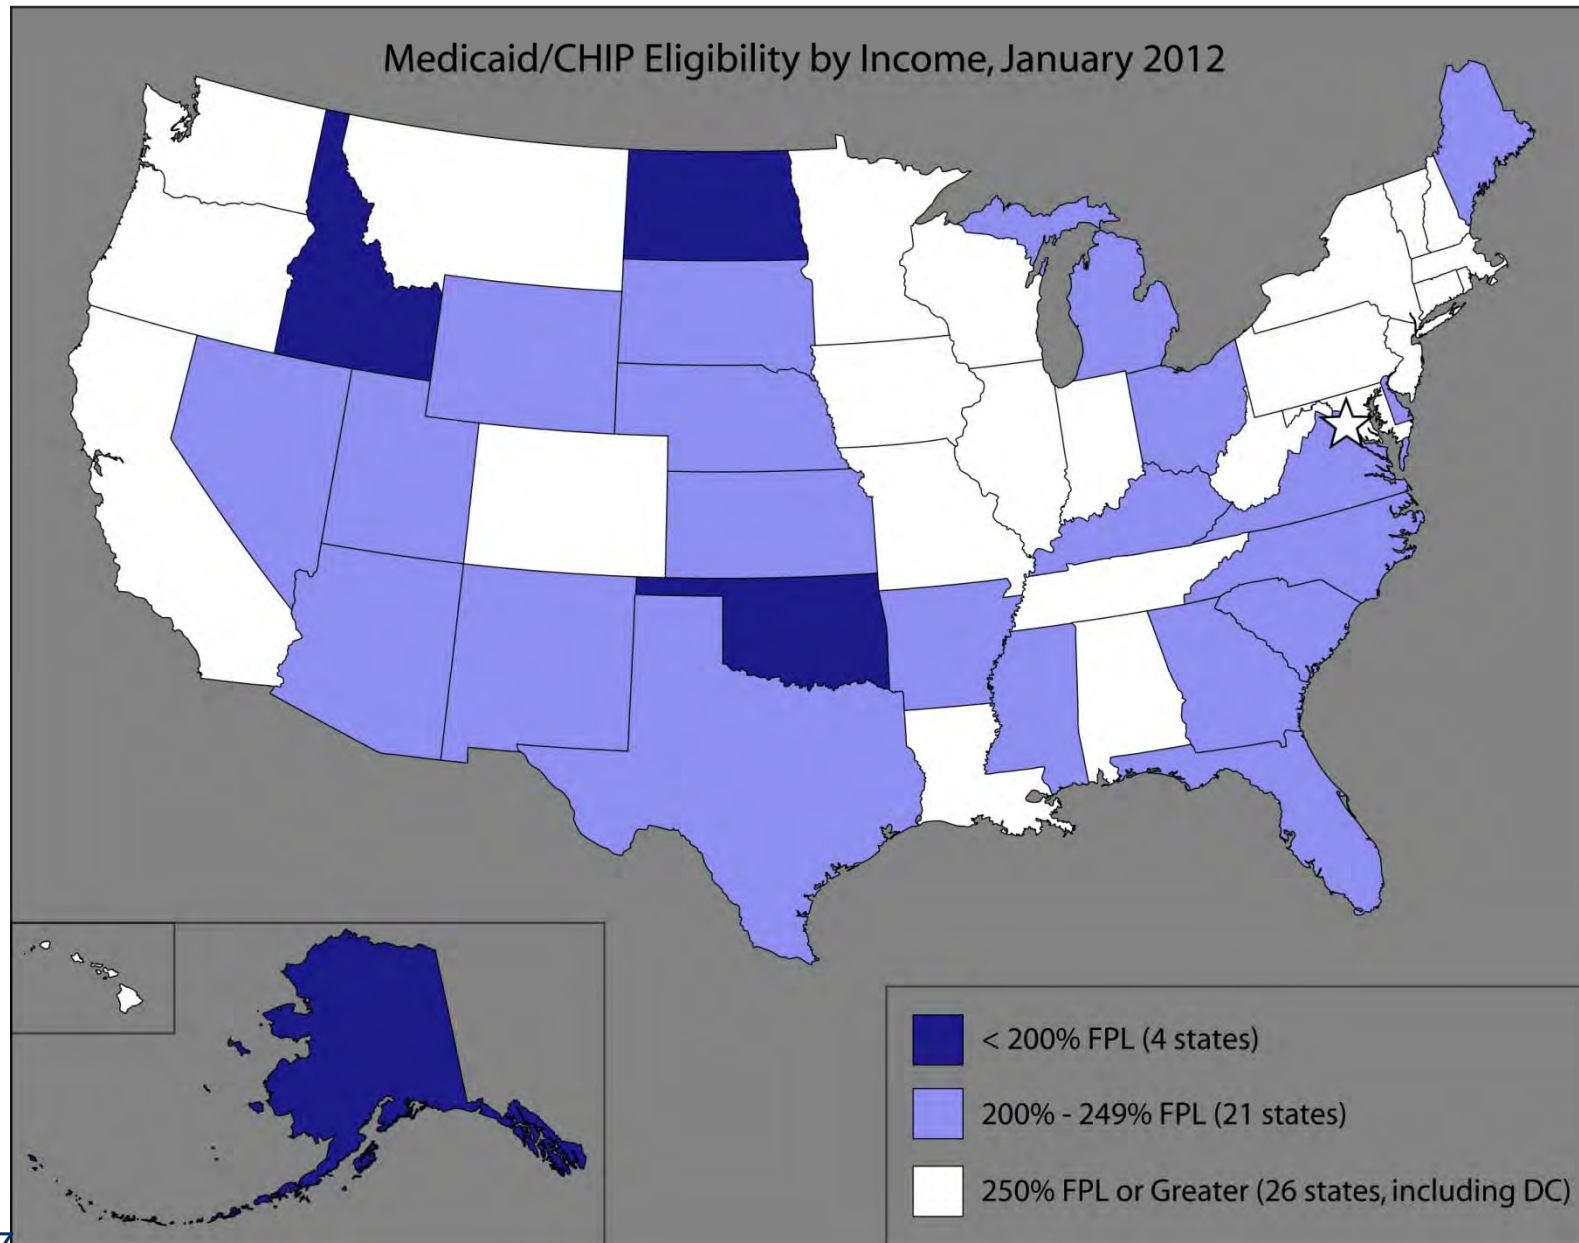 Medicaid/CHIP Eligibility by Income, January 2012
< 200% FPL (4 states)
200% - 249% FPL (21 states)
250% FPL or Greater (26 states, including DC)
7